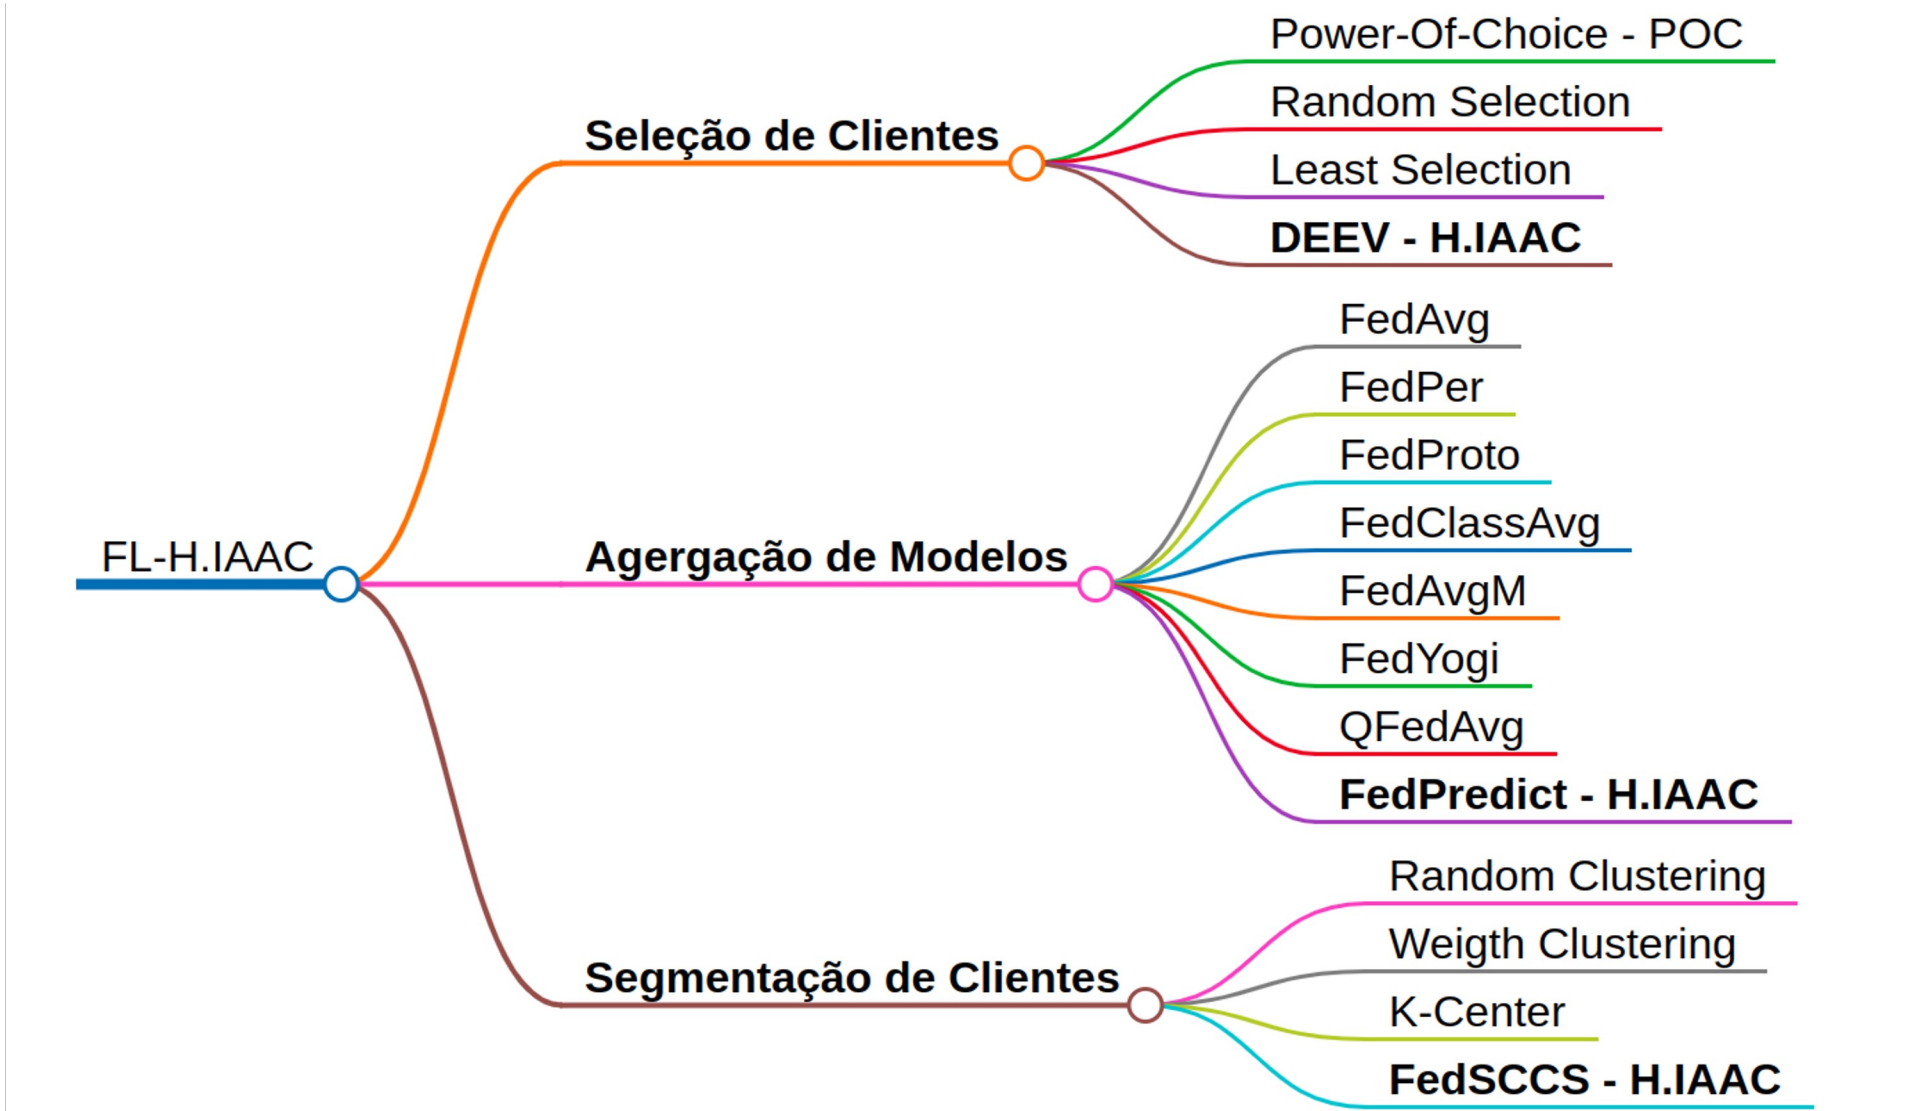 FL-H.IAAC
Seleção de Clientes
Power-Of-Choice - POC
Random Selection
Least Selection
DEEV - H.IAAC
Agergação de Modelos
FedAvg
FedPer
FedProto
FedClassAvg
FedAvgM
FedYogi
QFedAvg
FedPredict - H.IAAC
Segmentação de Clientes
Random Clustering
Weigth Clustering
K-Center
FedSCCS - H.IAAC